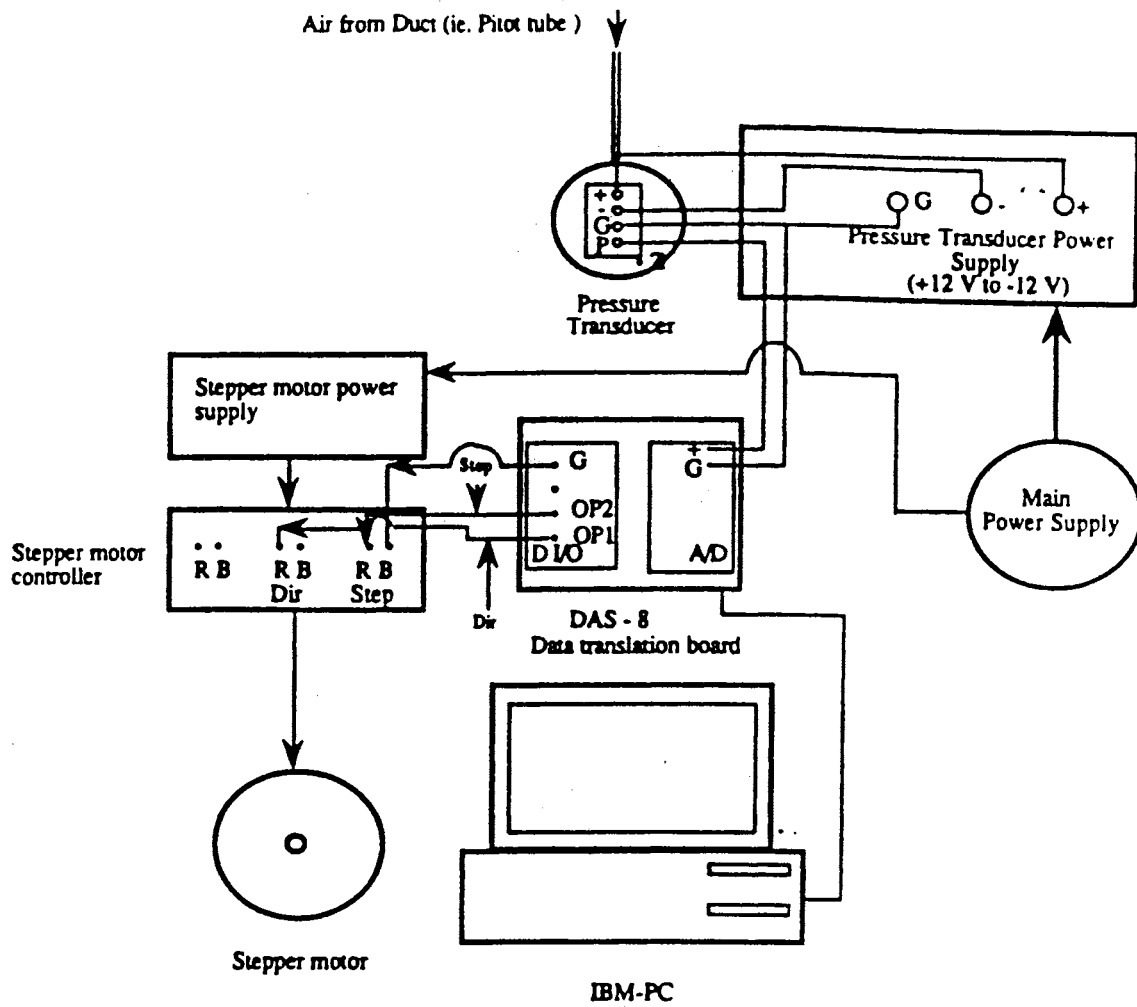 Air from Duct (ie. Pitot tube )
+
-
G
P
2
Pressure
Transducer
G - +
Pressure Transducer Power
Supply
(+12 V to -12 V)
Stepper motor power
supply
Main
Power Supply
Stepper motor
controller
R B
R B
Dir
R B
Step
Step
Dir
G
OP2
OP1
D I/O
+
G
A/D
DAS - 8
Data translation board
Stepper motor
IBM-PC